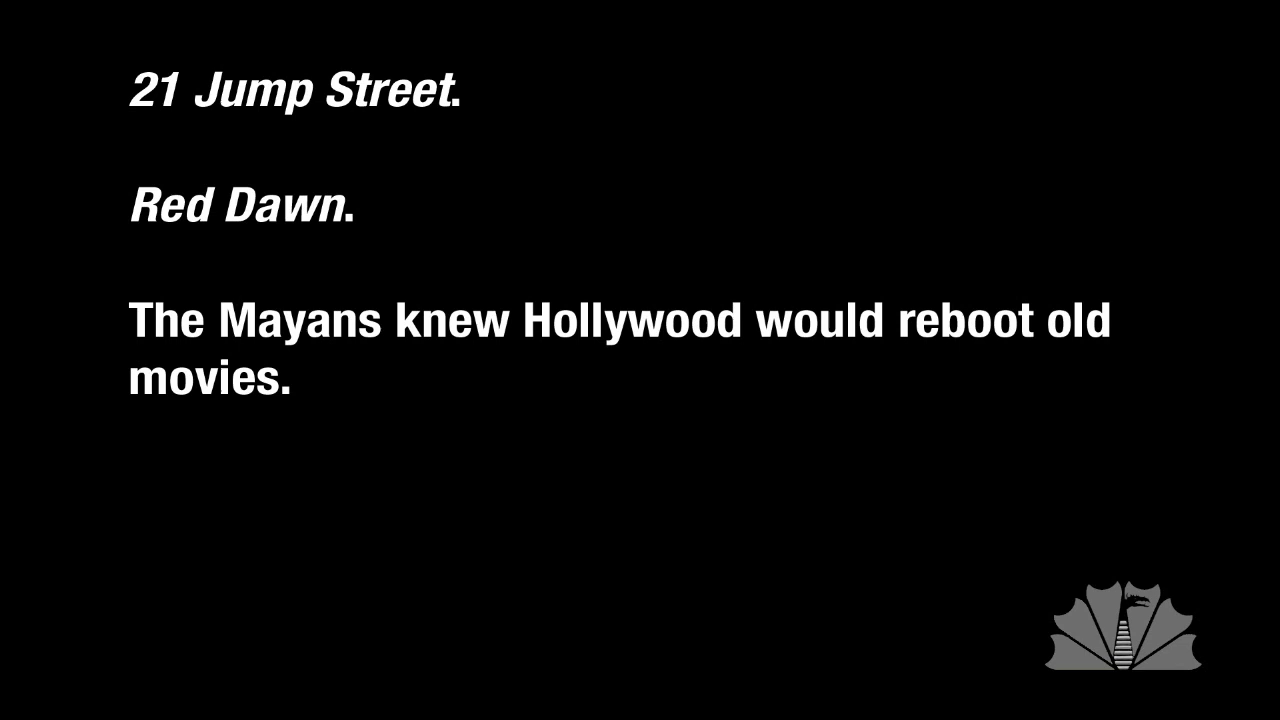 21 Jump Street.
Red Dawn.
The Mayans knew Hollywood would reboot old
movies.